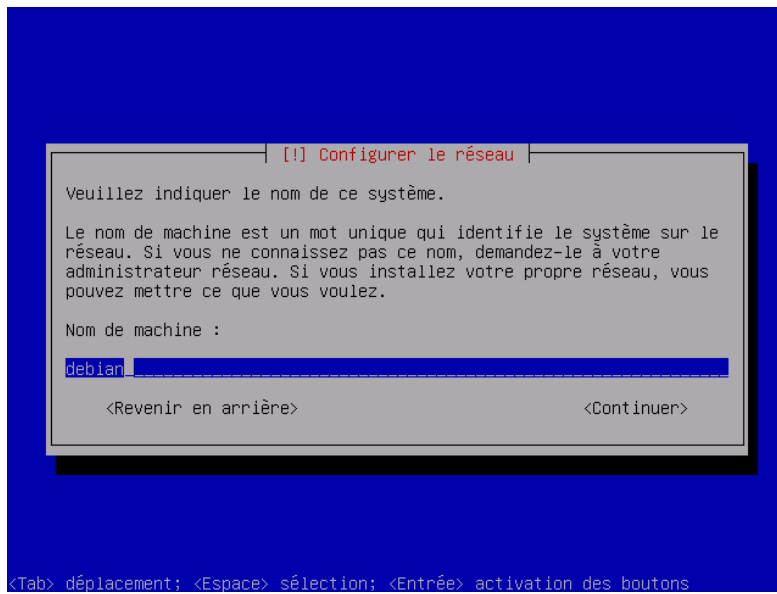 [!] Configurer le réseau
Veuillez indiquer le nom de ce système.
Le nom de machine est un mot unique qui identifie le système sur le
réseau. Si vous ne connaissez pas ce nom, demandez-le à votre
administrateur réseau. Si vous installez votre propre réseau, vous
pouvez mettre ce que vous voulez.
Nom de machine :
debian
<Revenir en arrière> <Continuer>
<Tab> déplacement; <Espace> sélection; <Entrée> activation des boutons